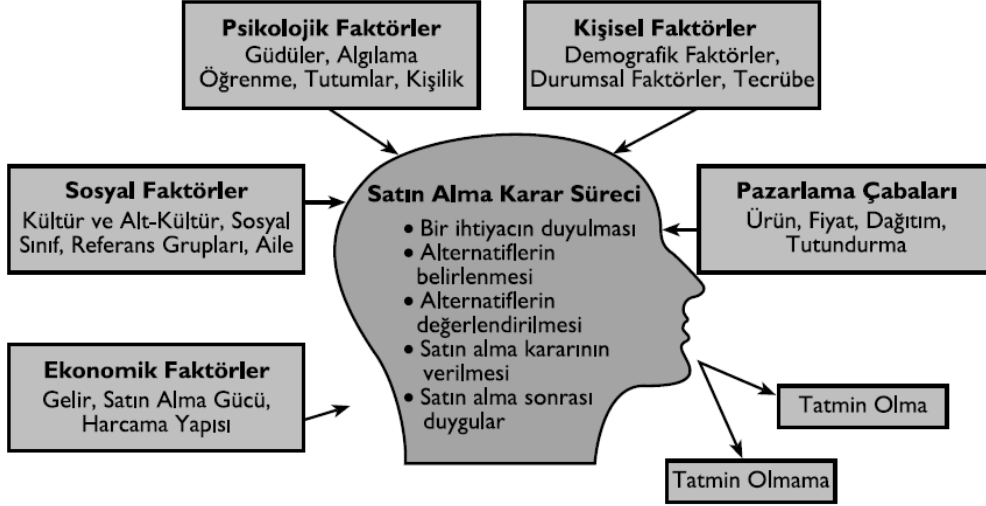 Psikolojik Faktörler
Güdüler, Algılama
Öğrenme, Tutumlar, Kişilik
Kişisel Faktörler
Demografik Faktörler,
Durumsal Faktörler, Tecrübe
Sosyal Faktörler
Kültür ve Alt-Kültür, Sosyal
Sınıf, Referans Grupları, Aile
Satın Alma Karar Süreci
• Bir ihtiyacın duyulması
• Alternatiflerin
belirlenmesi
• Alternatiflerin
değerlendirilmesi
• Satın alma kararının
verilmesi
• Satın alma sonrası
duygular
Pazarlama Çabaları
Ürün, Fiyat, Dağıtım,
Tutundurma
Ekonomik Faktörler
Gelir, Satın Alma Gücü,
Harcama Yapısı
Tatmin Olma
Tatmin Olmama